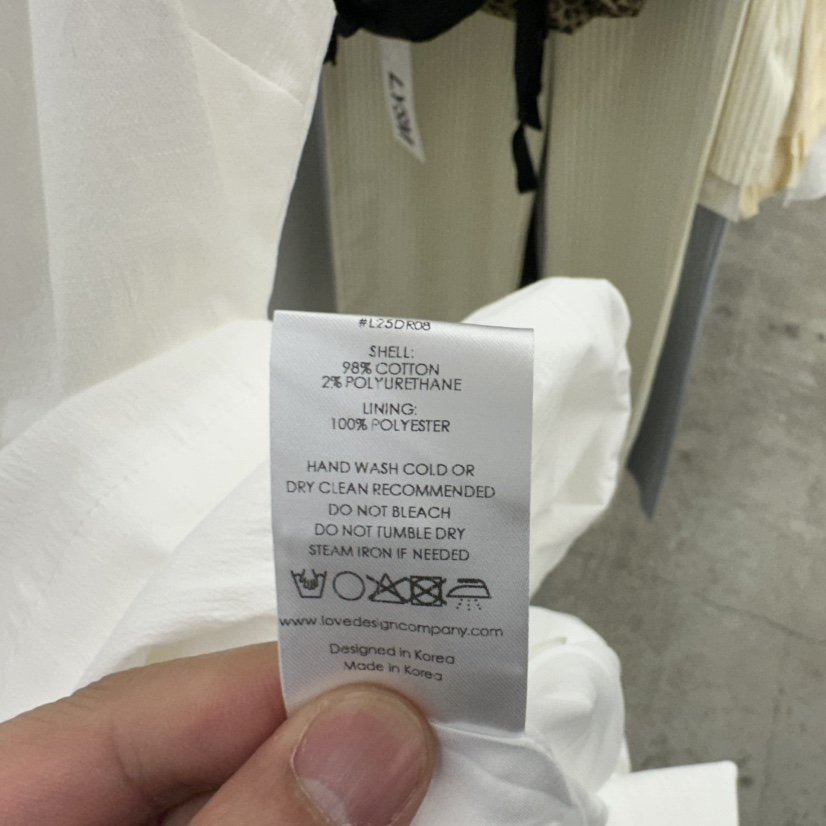 #L25DR08
SHELL:
98% COTTON
2% POLYURETHANE
LINING:
100% POLYESTER
HAND WASH COLD OR
DRY CLEAN RECOMMENDED
DO NOT BLEACH
DO NOT TUMBLE DRY
STEAM IRON IF NEEDED
www.lovedesigncompany.com
Designed in Korea
Made in Korea